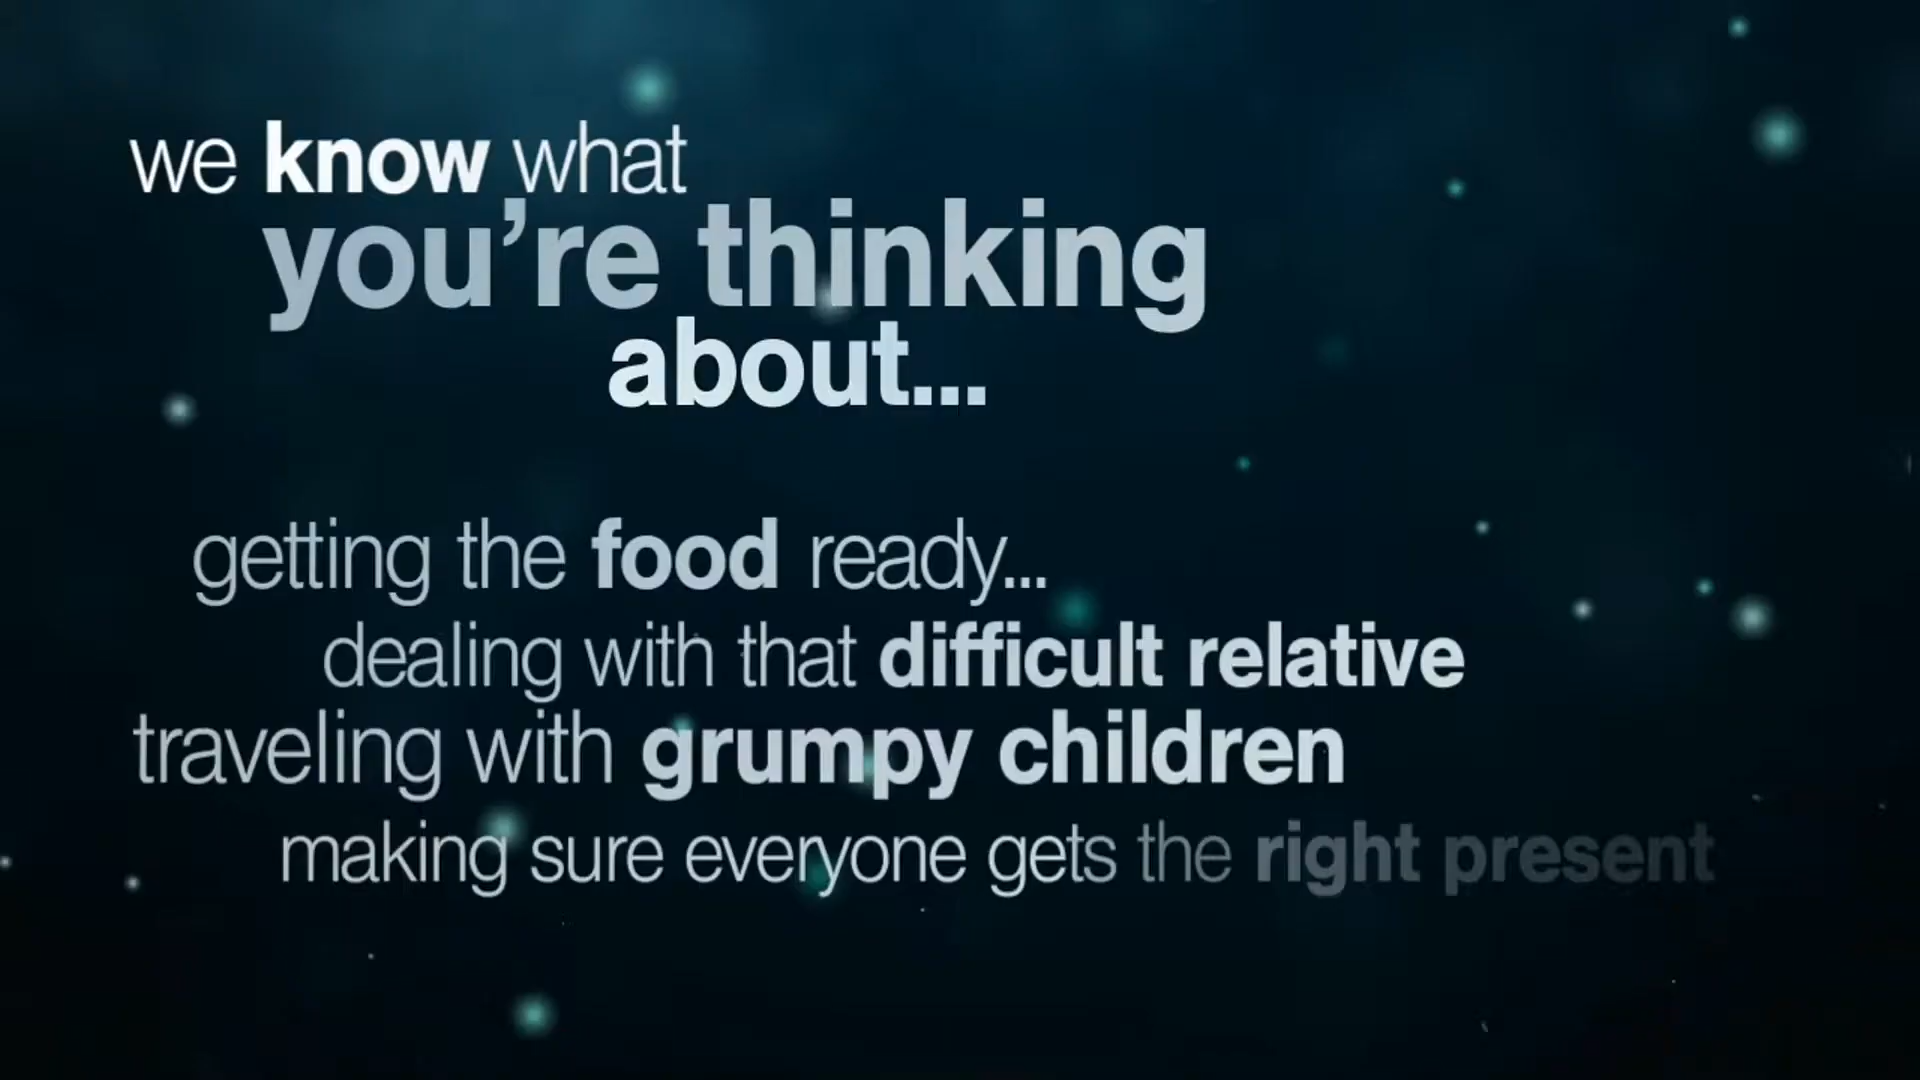 we know what
you're thinking
about...
getting the food ready...
dealing with that difficult relative
traveling with grumpy children
making sure everyone gets the right present